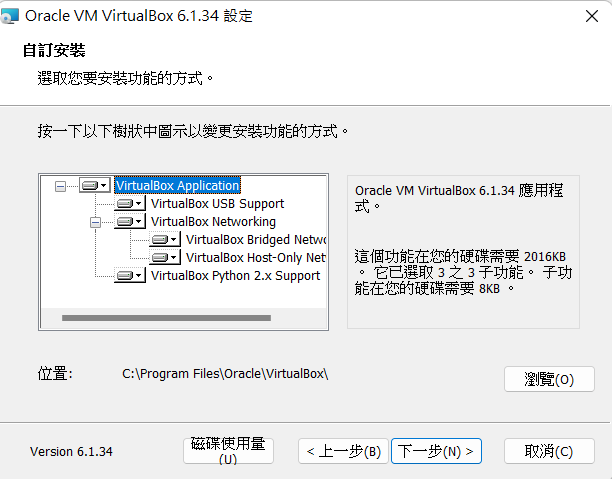 Oracle VM VirtualBox 6.1.34 設定
自訂安裝
選取您要安裝功能的方式。
按一下以下樹狀中圖示以變更安裝功能的方式。
VirtualBox Application
VirtualBox USB Support
VirtualBox Networking
VirtualBox Bridged Netwo
VirtualBox Host-Only Net
VirtualBox Python 2.x Support
Oracle VM VirtualBox 6.1.34 應用程
式。
這個功能在您的硬碟需要 2016KB
。 它已選取 3 之 3 子功能。 子功
能在您的硬碟需要 8KB 。
位置:
C:\Program Files\Oracle\VirtualBox\
瀏覽(O)
Version 6.1.34
磁碟使用量
(U)
< 上一步(B)
下一步(N) >
取消(C)